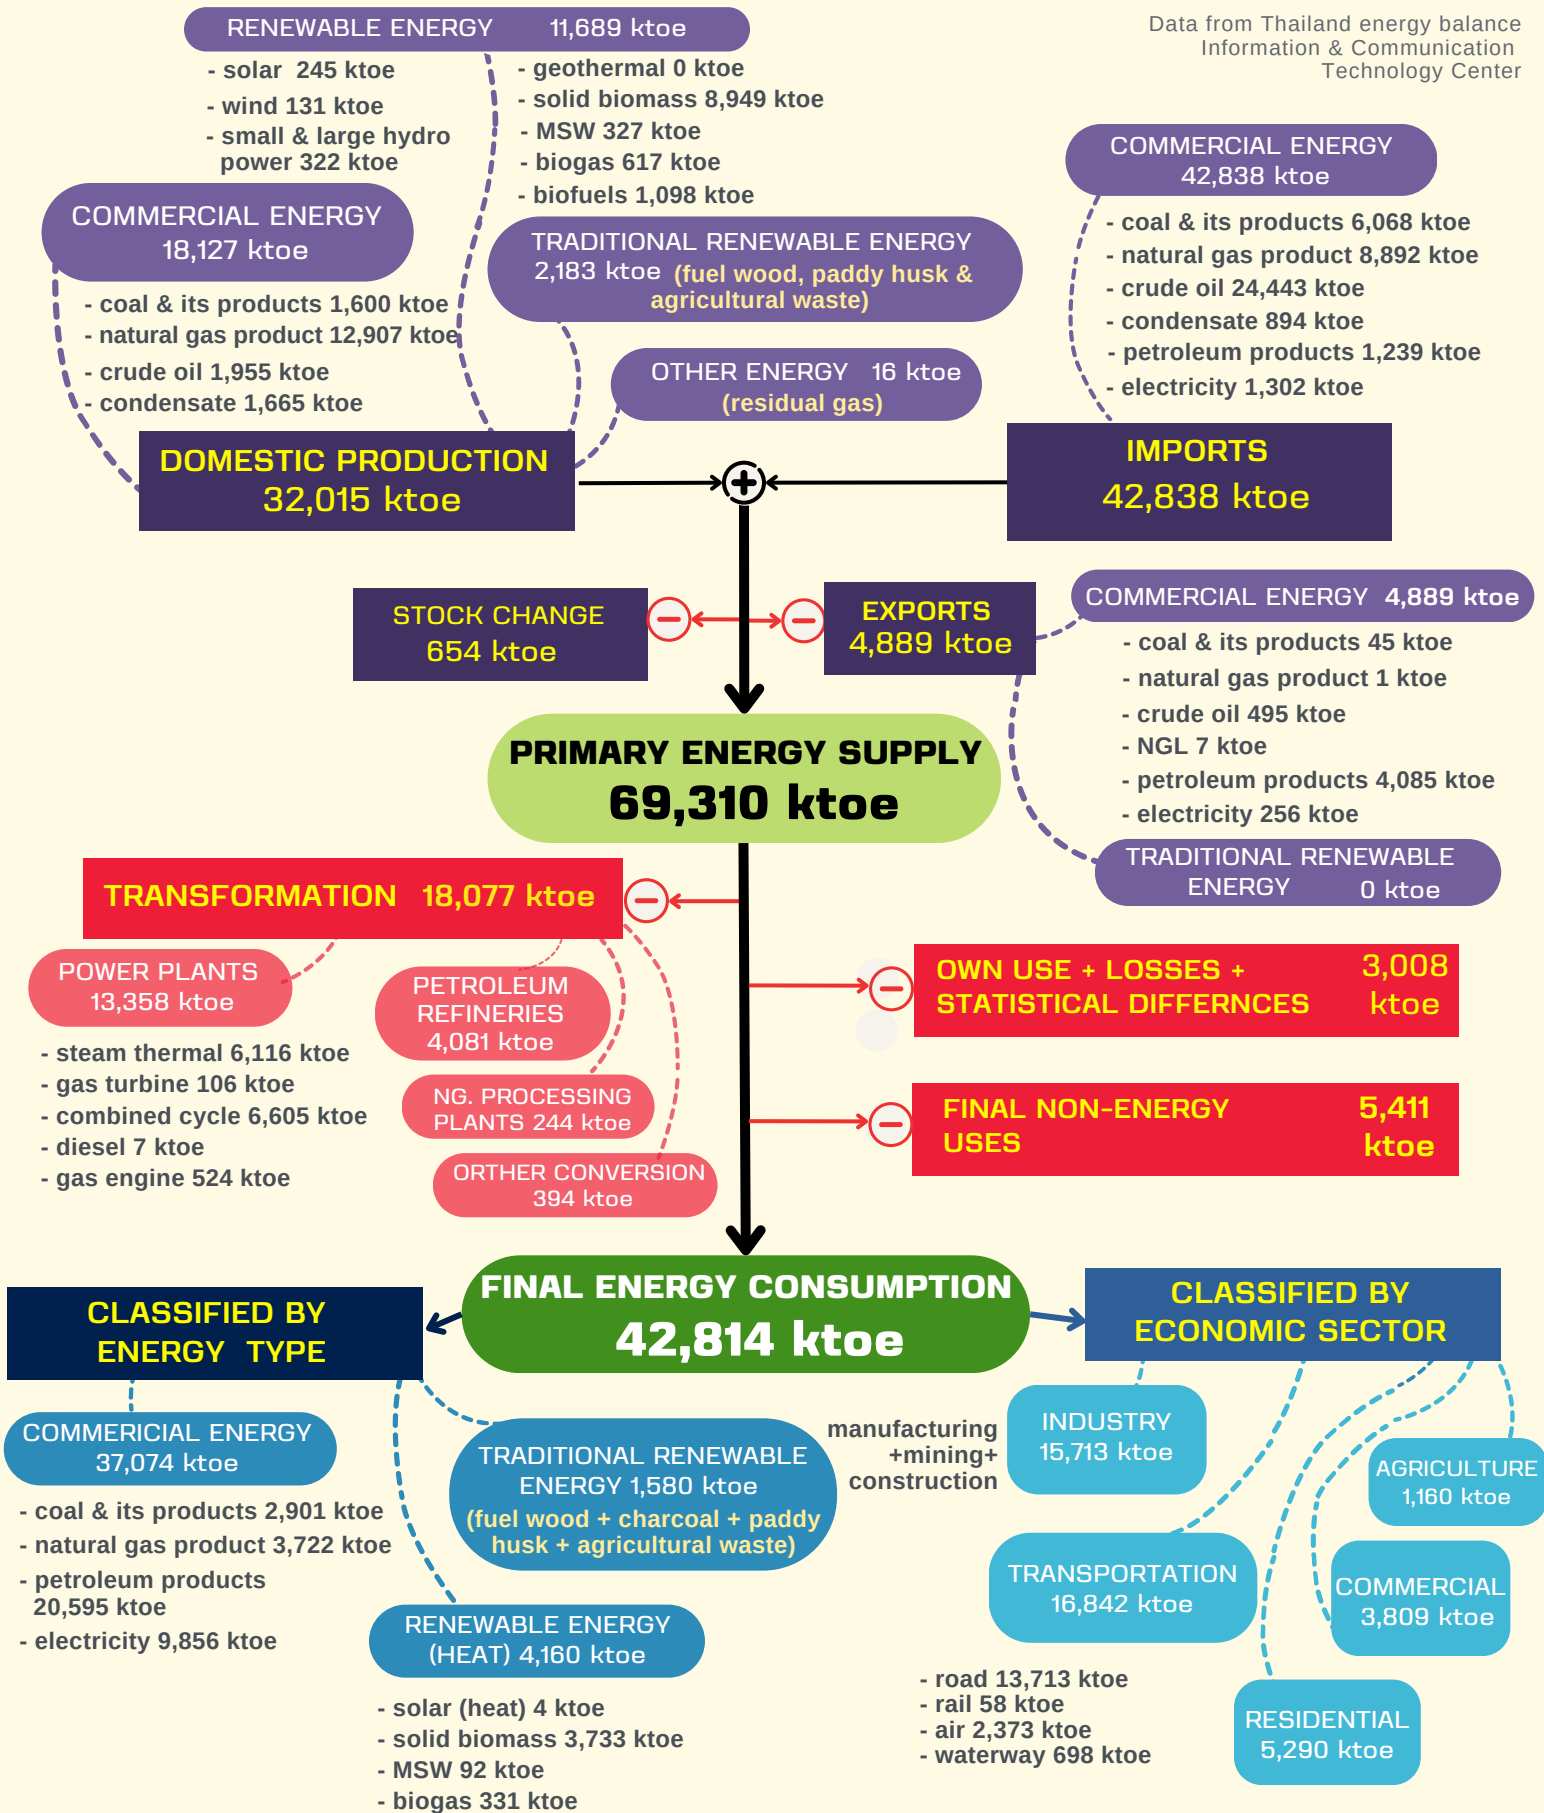 RENEWABLE ENERGY 11,689 ktoe
- solar 245 ktoe
- wind 131 ktoe
- small & large hydro
power 322 ktoe
- geothermal 0 ktoe
- solid biomass 8,949 ktoe
- MSW 327 ktoe
- biogas 617 ktoe
- biofuels 1,098 ktoe
Data from Thailand energy balance
Information & Communication
Technology Center
COMMERCIAL ENERGY
18,127 ktoe
- coal & its products 1,600 ktoe
- natural gas product 12,907 ktoe
- crude oil 1,955 ktoe
- condensate 1,665 ktoe
TRADITIONAL RENEWABLE ENERGY
2,183 ktoe (fuel wood, paddy husk &
agricultural waste)
OTHER ENERGY 16 ktoe
(residual gas)
COMMERCIAL ENERGY
42,838 ktoe
- coal & its products 6,068 ktoe
- natural gas product 8,892 ktoe
- crude oil 24,443 ktoe
- condensate 894 ktoe
- petroleum products 1,239 ktoe
- electricity 1,302 ktoe
DOMESTIC PRODUCTION
32,015 ktoe
IMPORTS
42,838 ktoe
STOCK CHANGE
654 ktoe
EXPORTS
4,889 ktoe
COMMERCIAL ENERGY 4,889 ktoe
- coal & its products 45 ktoe
- natural gas product 1 ktoe
- crude oil 495 ktoe
- NGL 7 ktoe
- petroleum products 4,085 ktoe
- electricity 256 ktoe
TRADITIONAL RENEWABLE
ENERGY 0 ktoe
PRIMARY ENERGY SUPPLY
69,310 ktoe
TRANSFORMATION 18,077 ktoe
POWER PLANTS
13,358 ktoe
- steam thermal 6,116 ktoe
- gas turbine 106 ktoe
- combined cycle 6,605 ktoe
- diesel 7 ktoe
- gas engine 524 ktoe
PETROLEUM
REFINERIES
4,081 ktoe
NG. PROCESSING
PLANTS 244 ktoe
ORTHER CONVERSION
394 ktoe
OWN USE + LOSSES +
STATISTICAL DIFFERNCES
3,008
ktoe
FINAL NON-ENERGY
USES
5,411
ktoe
FINAL ENERGY CONSUMPTION
42,814 ktoe
CLASSIFIED BY
ENERGY TYPE
COMMERICIAL ENERGY
37,074 ktoe
- coal & its products 2,901 ktoe
- natural gas product 3,722 ktoe
- petroleum products
20,595 ktoe
- electricity 9,856 ktoe
TRADITIONAL RENEWABLE
ENERGY 1,580 ktoe
(fuel wood + charcoal + paddy
husk + agricultural waste)
RENEWABLE ENERGY
(HEAT) 4,160 ktoe
- solar (heat) 4 ktoe
- solid biomass 3,733 ktoe
- MSW 92 ktoe
- biogas 331 ktoe
CLASSIFIED BY
ECONOMIC SECTOR
manufacturing
+mining+
construction
INDUSTRY
15,713 ktoe
AGRICULTURE
1,160 ktoe
TRANSPORTATION
16,842 ktoe
- road 13,713 ktoe
- rail 58 ktoe
- air 2,373 ktoe
- waterway 698 ktoe
COMMERCIAL
3,809 ktoe
RESIDENTIAL
5,290 ktoe